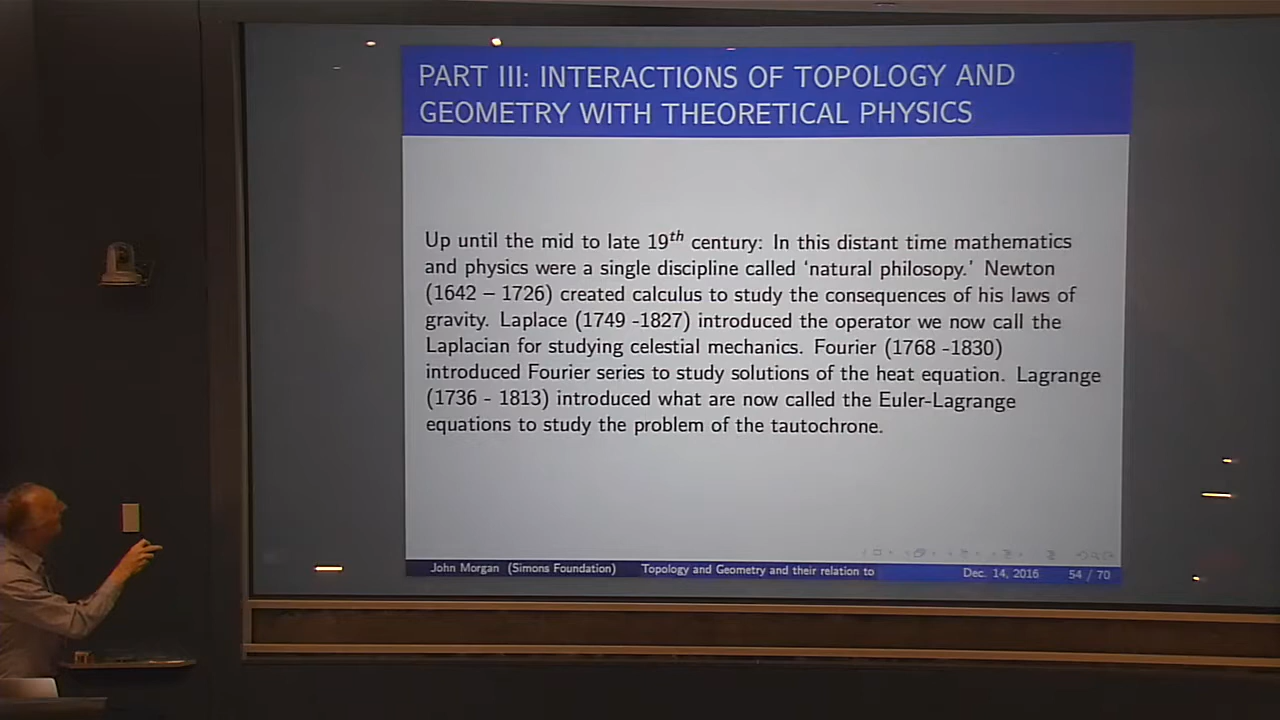 PART III: INTERACTIONS OF TOPOLOGY AND
GEOMETRY WITH THEORETICAL PHYSICS
Up until the mid to late 19th century: In this distant time mathematics
and physics were a single discipline called ‘natural philosopy.’ Newton
(1642 – 1726) created calculus to study the consequences of his laws of
gravity. Laplace (1749 -1827) introduced the operator we now call the
Laplacian for studying celestial mechanics. Fourier (1768 -1830)
introduced Fourier series to study solutions of the heat equation. Lagrange
(1736 - 1813) introduced what are now called the Euler-Lagrange
equations to study the problem of the tautochrone.
John Morgan (Simons Foundation) Topology and Geometry and their relation to Dec. 14, 2016 54 / 70